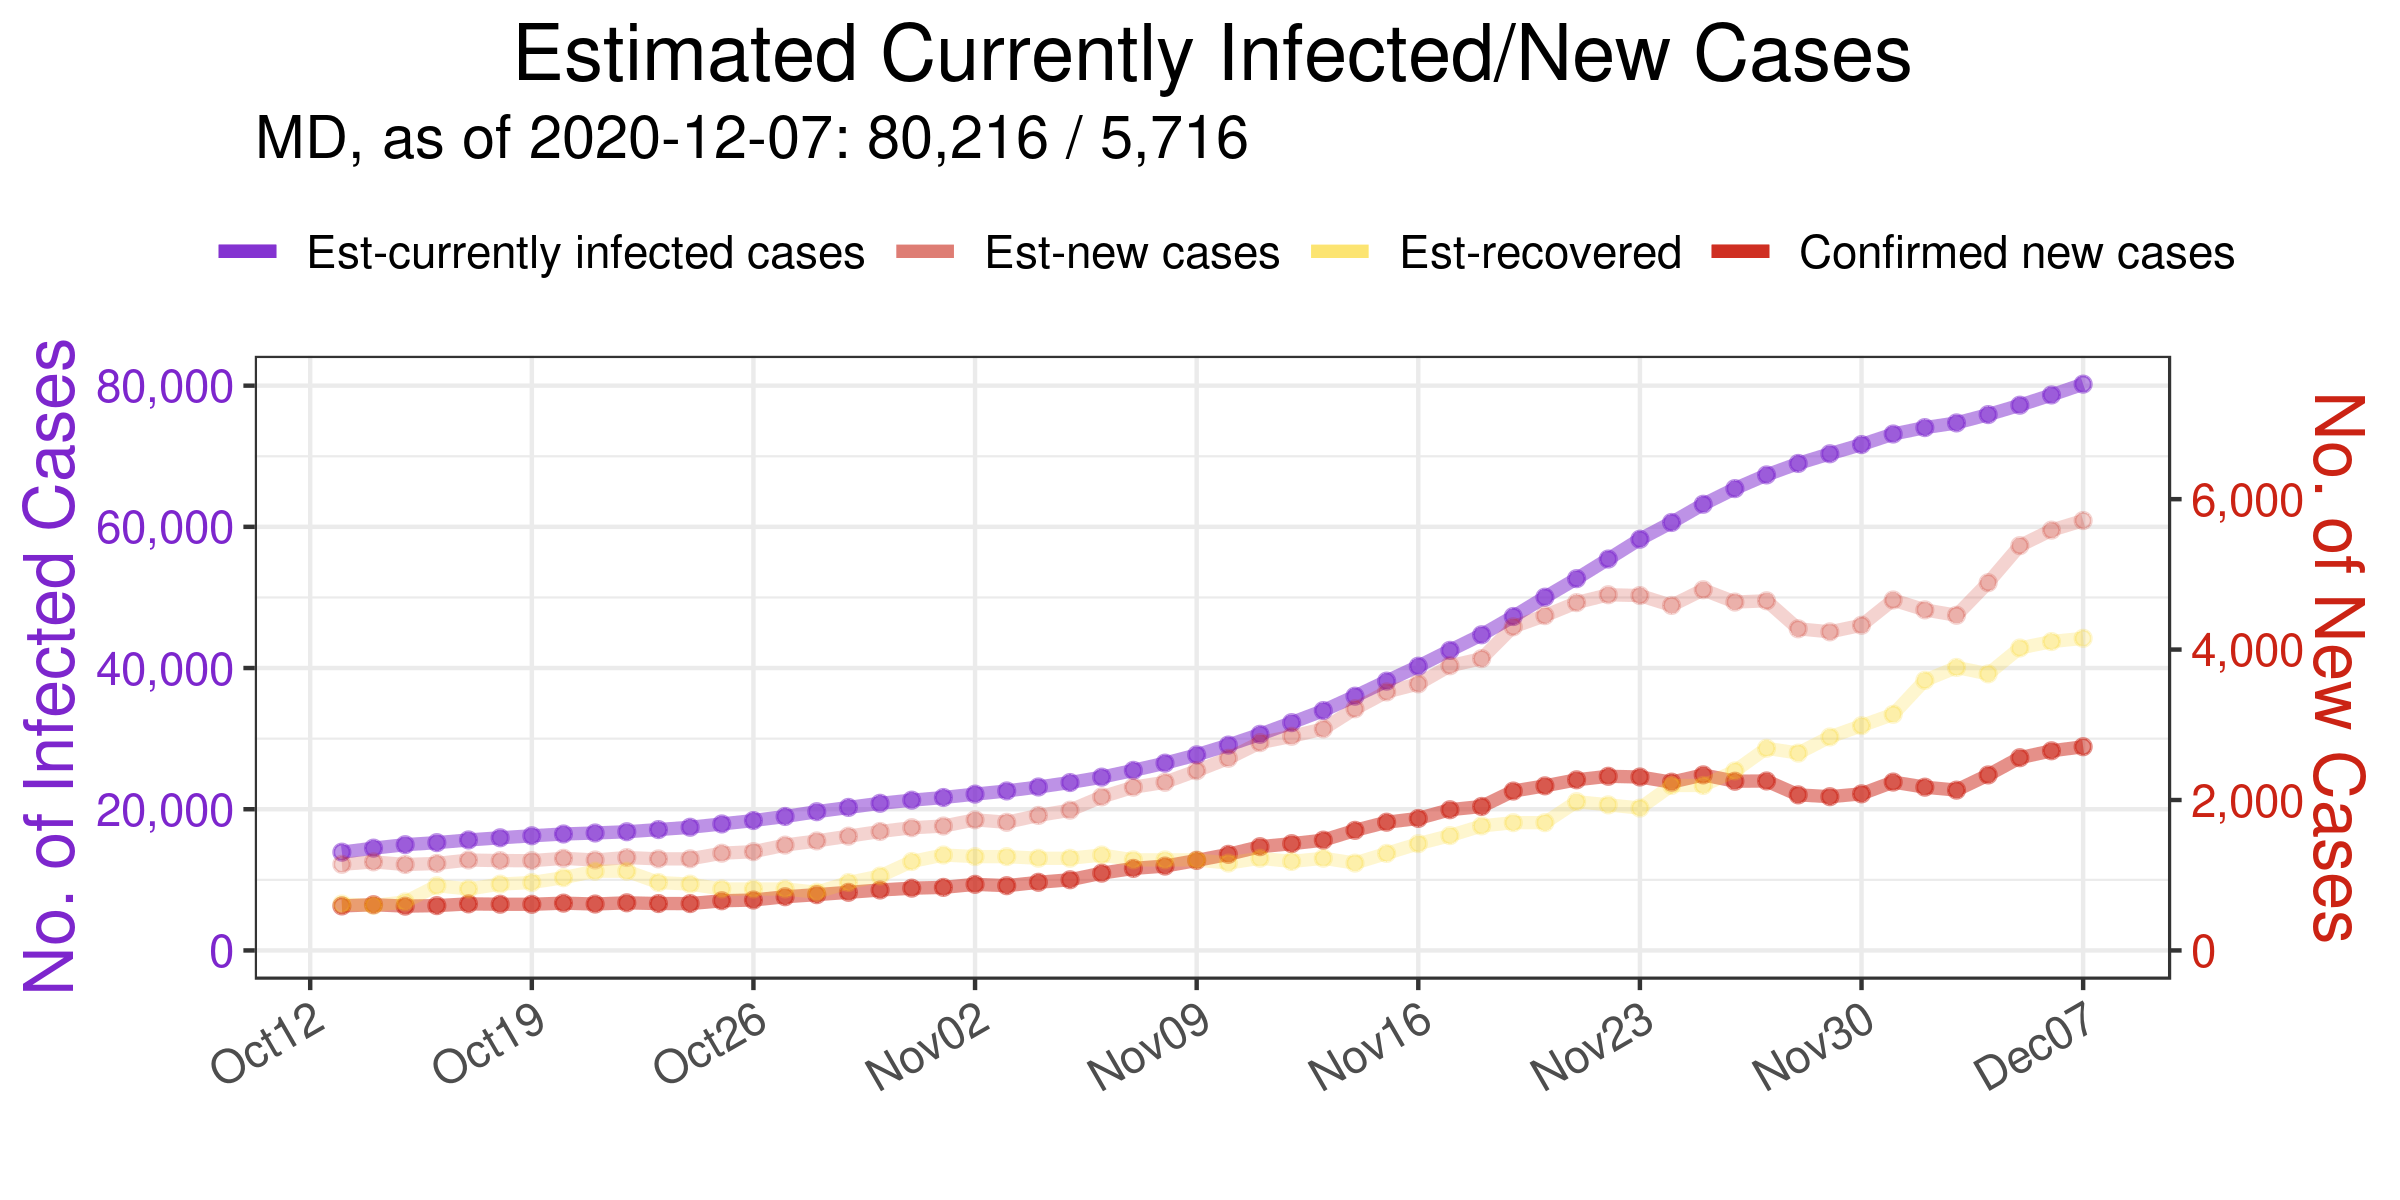 Estimated Currently Infected/New Cases
MD, as of 2020-12-07: 80,216 / 5,716
Est-currently infected cases Est-new cases Est-recovered Confirmed new cases
No. of Infected Cases
80,000
60,000
40,000
20,000
0
6,000
4,000
2,000
0
No. of New Cases
Oct12 Oct19 Oct26 Nov02 Nov09 Nov16 Nov23 Nov30 Dec07